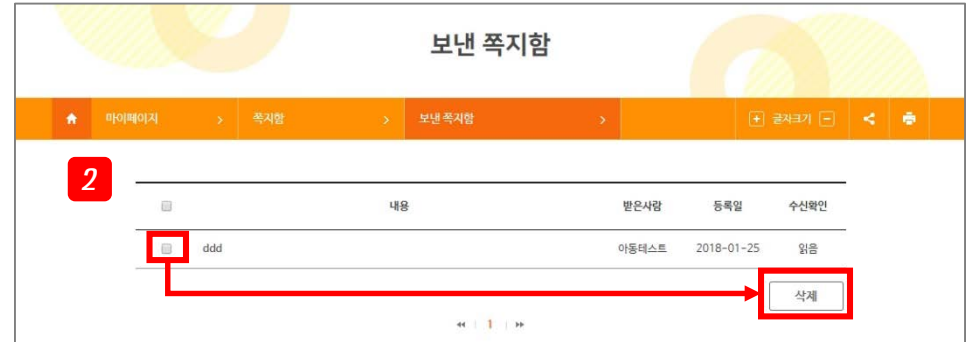 보낸 쪽지함
마이페이지 > 쪽지함 > 보낸 쪽지함 > + 글자크기 −
2
내용 받은사람 등록일 수신확인
ddd 아동테스트 2018-01-25 읽음
삭제
1